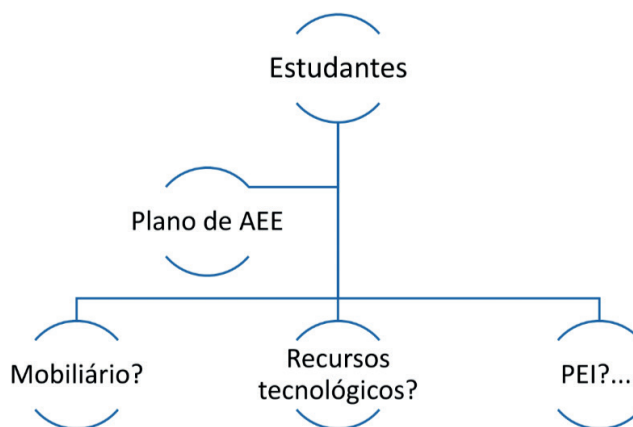 Estudantes
Plano de AEE
Mobiliário?
Recursos
tecnológicos?
PEI?...